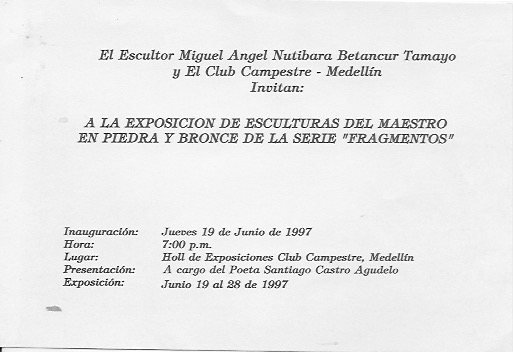 El Escultor Miguel Angel Nutibara Betancur Tamayo
y El Club Campestre - Medellín
Invitan:
A LA EXPOSICION DE ESCULTURAS DEL MAESTRO
EN PIEDRA Y BRONCE DE LA SERIE "FRAGMENTOS"
Inauguración: Jueves 19 de Junio de 1997
Hora: 7:00 p.m.
Lugar: Holl de Exposiciones Club Campestre, Medellín
Presentación: A cargo del Poeta Santiago Castro Agudelo
Exposición: Junio 19 al 28 de 1997